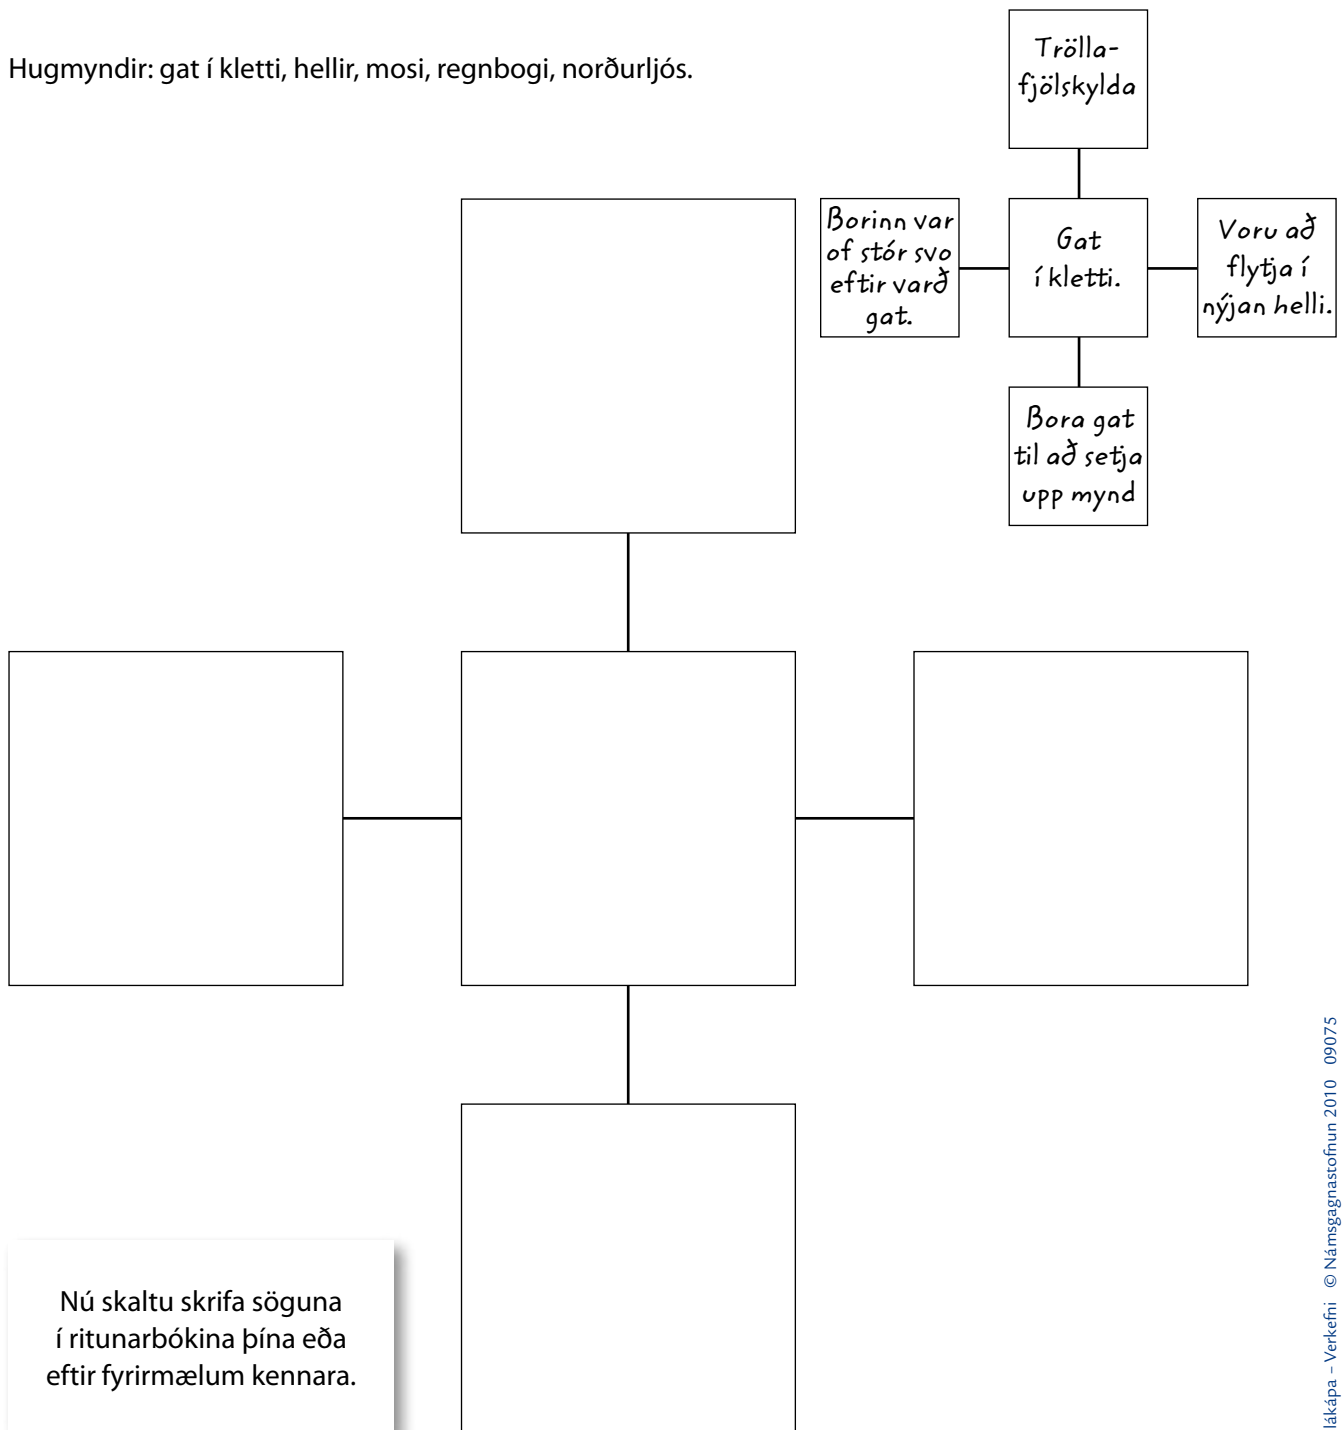 Hugmyndir: gat í kletti, hellir, mosi, regnbogi, norðurljós.
Trölla-
fjölskylda
Borinn var
of stór svo
eftir varð
gat.
Gat
í kletti.
Voru að
flytja í
nýjan helli.
Bora gat
til að setja
upp mynd
Nú skaltu skrifa söguna
í ritunarbókina þína eða
eftir fyrirmælum kennara.
lákápa – Verkefni © Námsgagnastofnun 2010 09075